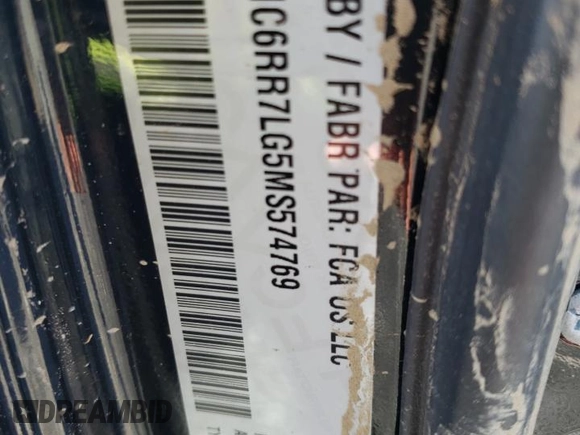 BY / FABR PAR: FCA US LLC
C6RR7LG5MS574769
DREAMBID